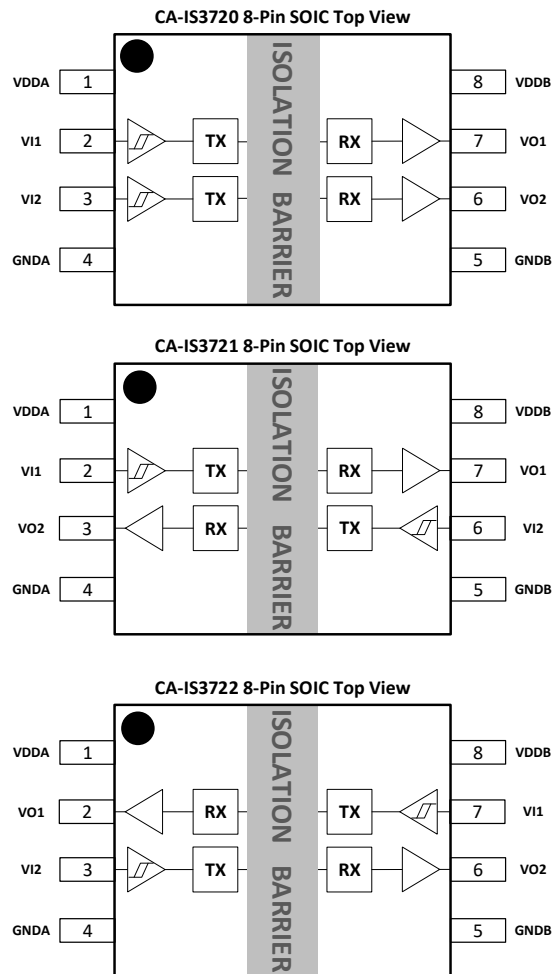 CA-IS3720 8-Pin SOIC Top View
VDDA 1 8 VDDB
VI1 2 TX RX 7 VO1
VI2 3 TX RX 6 VO2
GNDA 4 5 GNDB
ISOLATION BARRIER
CA-IS3721 8-Pin SOIC Top View
VDDA 1 8 VDDB
VI1 2 TX RX 7 VO1
VO2 3 RX TX 6 VI2
GNDA 4 5 GNDB
ISOLATION BARRIER
CA-IS3722 8-Pin SOIC Top View
VDDA 1 8 VDDB
VO1 2 RX TX 7 VI1
VI2 3 TX RX 6 VO2
GNDA 4 5 GNDB
ISOLATION BARRIER